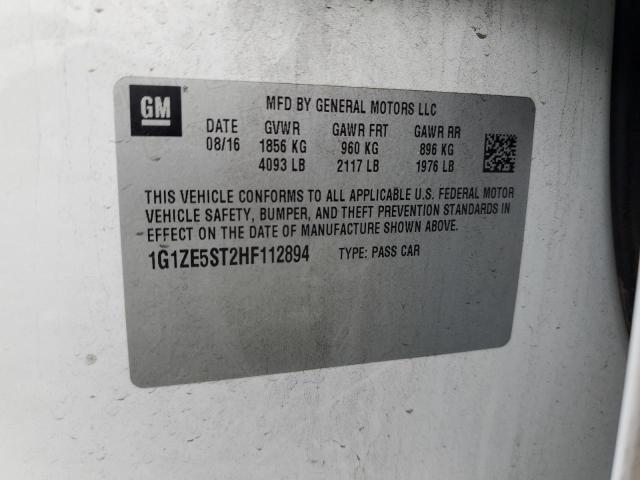 GM
MFD BY GENERAL MOTORS LLC
DATE GVWR GAWR FRT GAWR RR
08/16 1856 KG 960 KG 896 KG
4093 LB 2117 LB 1976 LB
THIS VEHICLE CONFORMS TO ALL APPLICABLE U.S. FEDERAL MOTOR
VEHICLE SAFETY, BUMPER, AND THEFT PREVENTION STANDARDS IN
EFFECT ON THE DATE OF MANUFACTURE SHOWN ABOVE.
1G1ZE5ST2HF112894 TYPE: PASS CAR